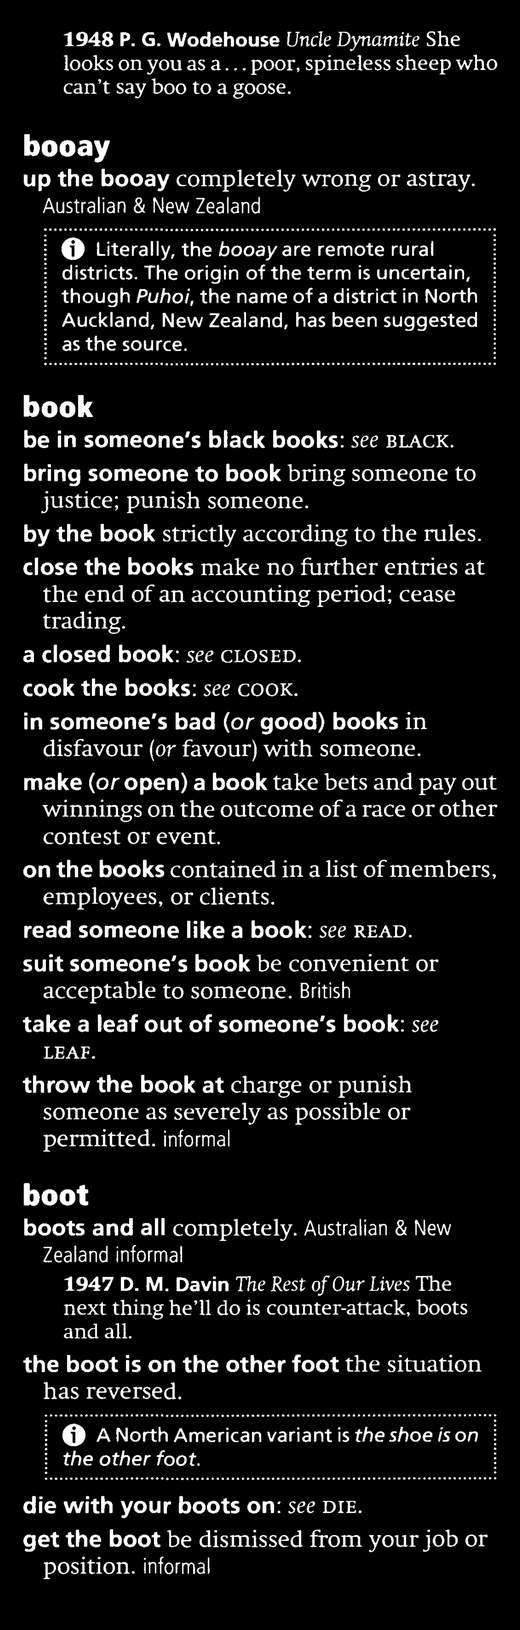 1948 P. G. Wodehouse Uncle Dynamite She
looks on you as a... poor, spineless sheep who
can't say boo to a goose.
booay
up the booay completely wrong or astray.
Australian & New Zealand
i Literally, the booay are remote rural
districts. The origin of the term is uncertain,
though Puhoi, the name of a district in North
Auckland, New Zealand, has been suggested
as the source.
book
be in someone's black books: see BLACK.
bring someone to book bring someone to
justice; punish someone.
by the book strictly according to the rules.
close the books make no further entries at
the end of an accounting period; cease
trading.
a closed book: see CLOSED.
cook the books: see COOK.
in someone's bad (or good) books in
disfavour (or favour) with someone.
make (or open) a book take bets and pay out
winnings on the outcome of a race or other
contest or event.
on the books contained in a list of members,
employees, or clients.
read someone like a book: see READ.
suit someone's book be convenient or
acceptable to someone. British
take a leaf out of someone's book: see
LEAF.
throw the book at charge or punish
someone as severely as possible or
permitted. informal
boot
boots and all completely. Australian & New
Zealand informal
1947 D. M. Davin The Rest of Our Lives The
next thing he'll do is counter-attack, boots
and all.
the boot is on the other foot the situation
has reversed.
i A North American variant is the shoe is on
the other foot.
die with your boots on: see DIE.
get the boot be dismissed from your job or
position. informal